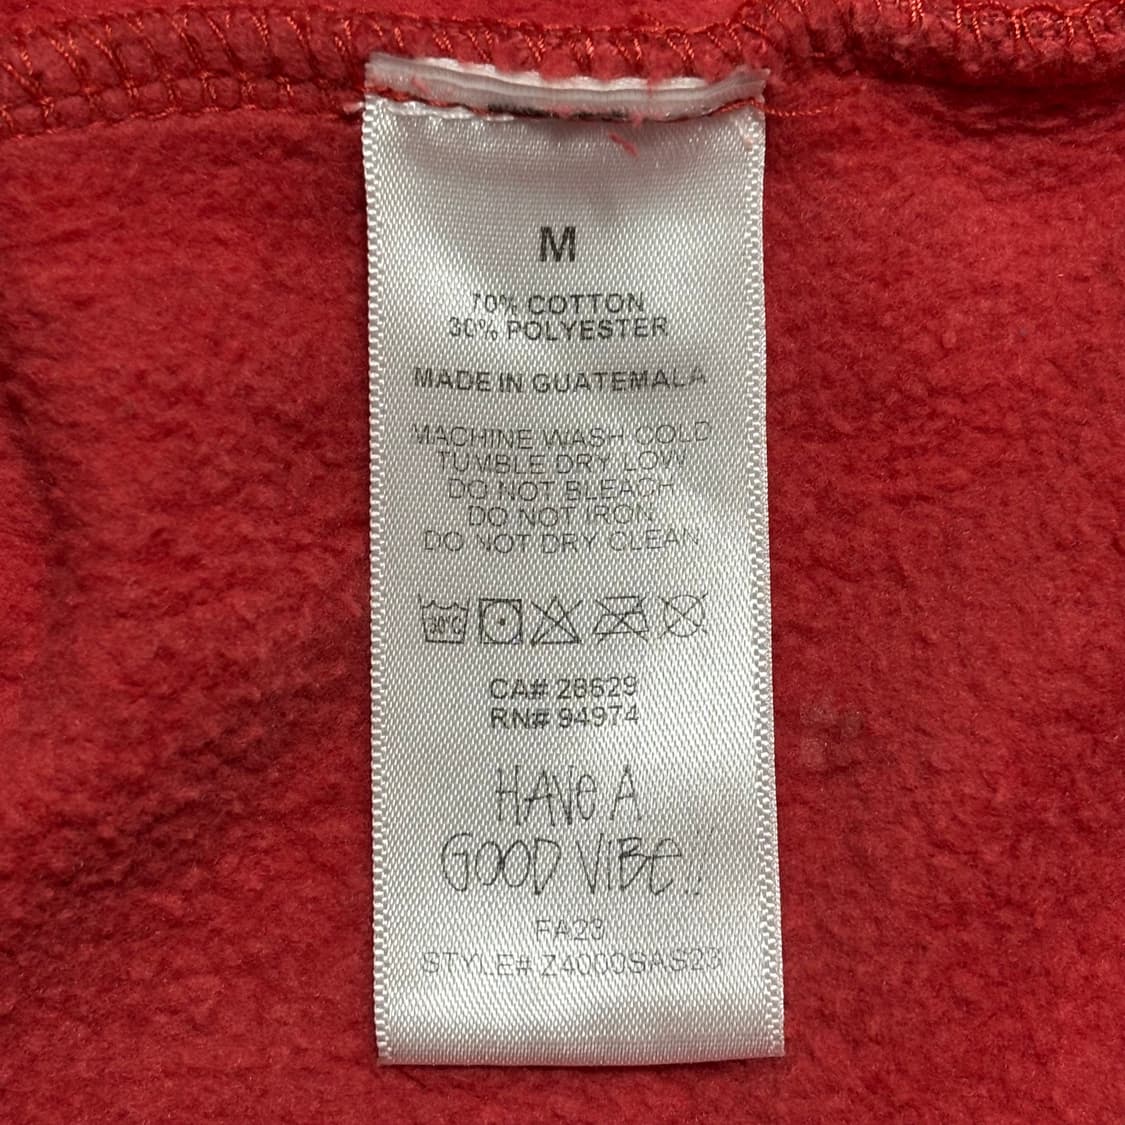 M
70% COTTON
30% POLYESTER
MADE IN GUATEMALA
MACHINE WASH COLD
TUMBLE DRY LOW
DO NOT BLEACH
DO NOT IRON
DO NOT DRY CLEAN
30°C
CA# 28629
RN# 94974
HAVE A
GOOD VIBE!!
FA23
STYLE# Z4000SAS23